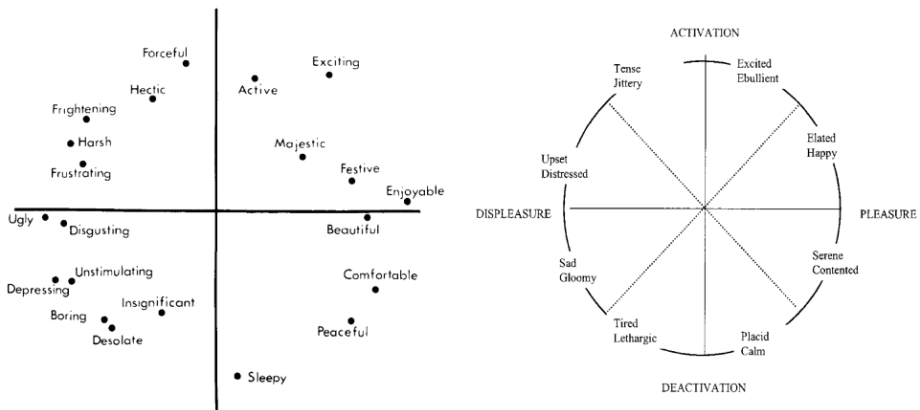 Forceful
Exciting
Hectic
Active
Frightening
Harsh
Majestic
Frustrating
Festive
Enjoyable
Ugly
Disgusting
Beautiful
Unstimulating
Comfortable
Depressing
Insignificant
Boring
Desolate
Peaceful
Sleepy
ACTIVATION
Tense
Jittery
Excited
Ebullient
Upset
Distressed
Elated
Happy
DISPLEASURE
PLEASURE
Sad
Gloomy
Serene
Contented
Tired
Lethargic
Placid
Calm
DEACTIVATION